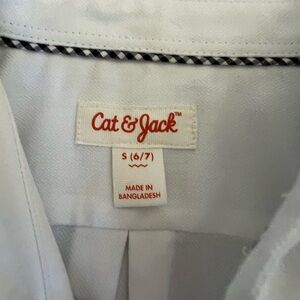 Cat & Jack™
S (6/7)
MADE IN
BANGLADESH